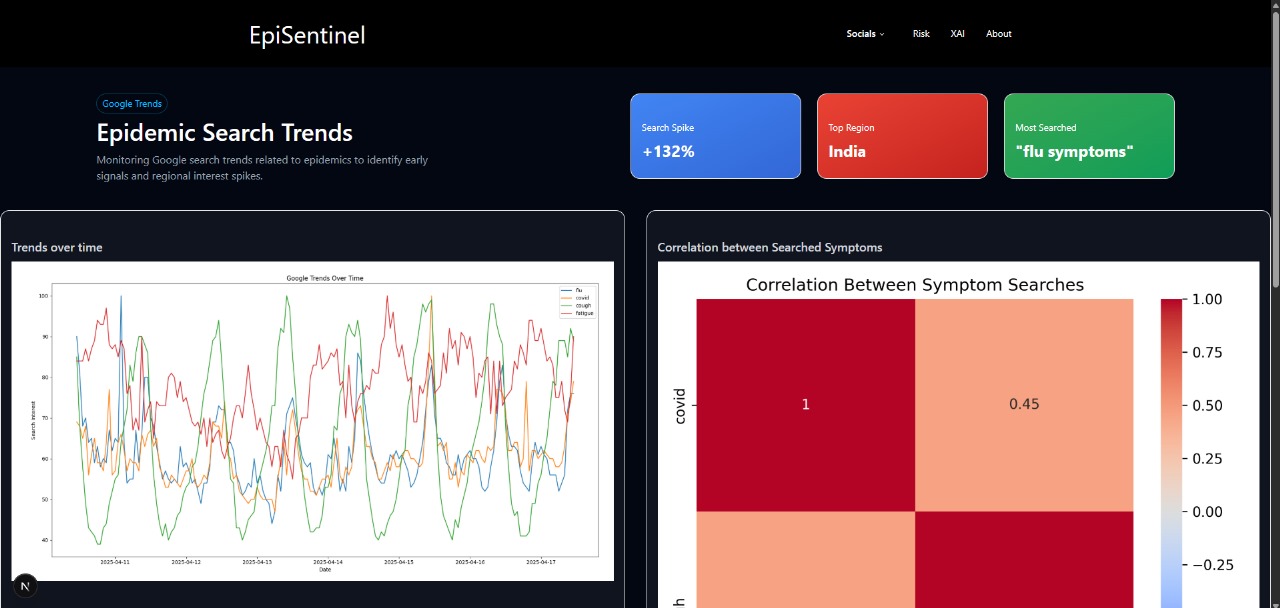 EpiSentinel
Socials
Risk
XAI
About
Google Trends
Epidemic Search Trends
Monitoring Google search trends related to epidemics to identify early
signals and regional interest spikes.
Search Spike
+132%
Top Region
India
Most Searched
"flu symptoms"
Trends over time
Google Trends Over Time
flu
covid
cough
fatigue
100
90
80
70
60
50
40
Search Interest
2025-04-11
2025-04-12
2025-04-13
2025-04-14
2025-04-15
2025-04-16
2025-04-17
Date
N
Correlation between Searched Symptoms
Correlation Between Symptom Searches
covid
1
0.45
1.00
0.75
0.50
0.25
0.00
−0.25